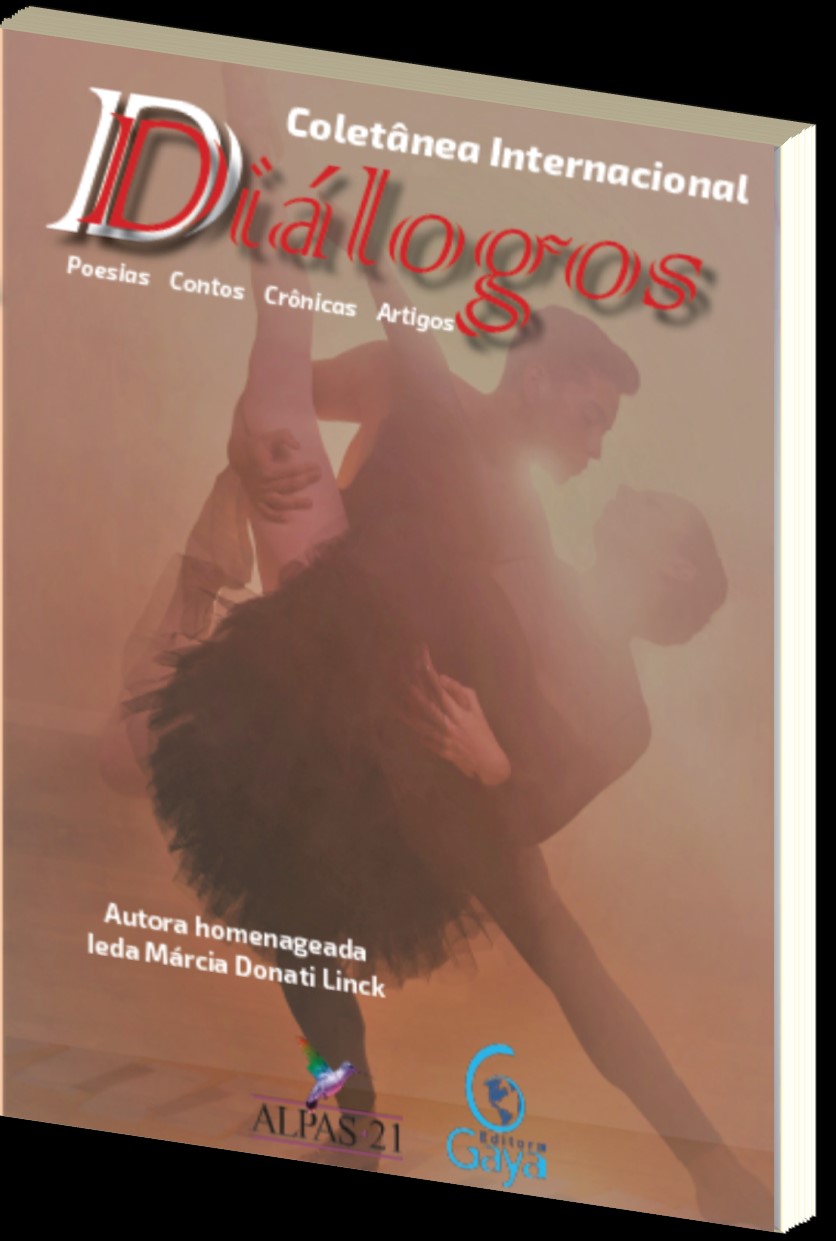 Coletânea Internacional
Diálogos
Poesias Contos Crônicas Artigos
Autora homenageada
Ieda Márcia Donati Linck
ALPAS 21
Editora
Gaya